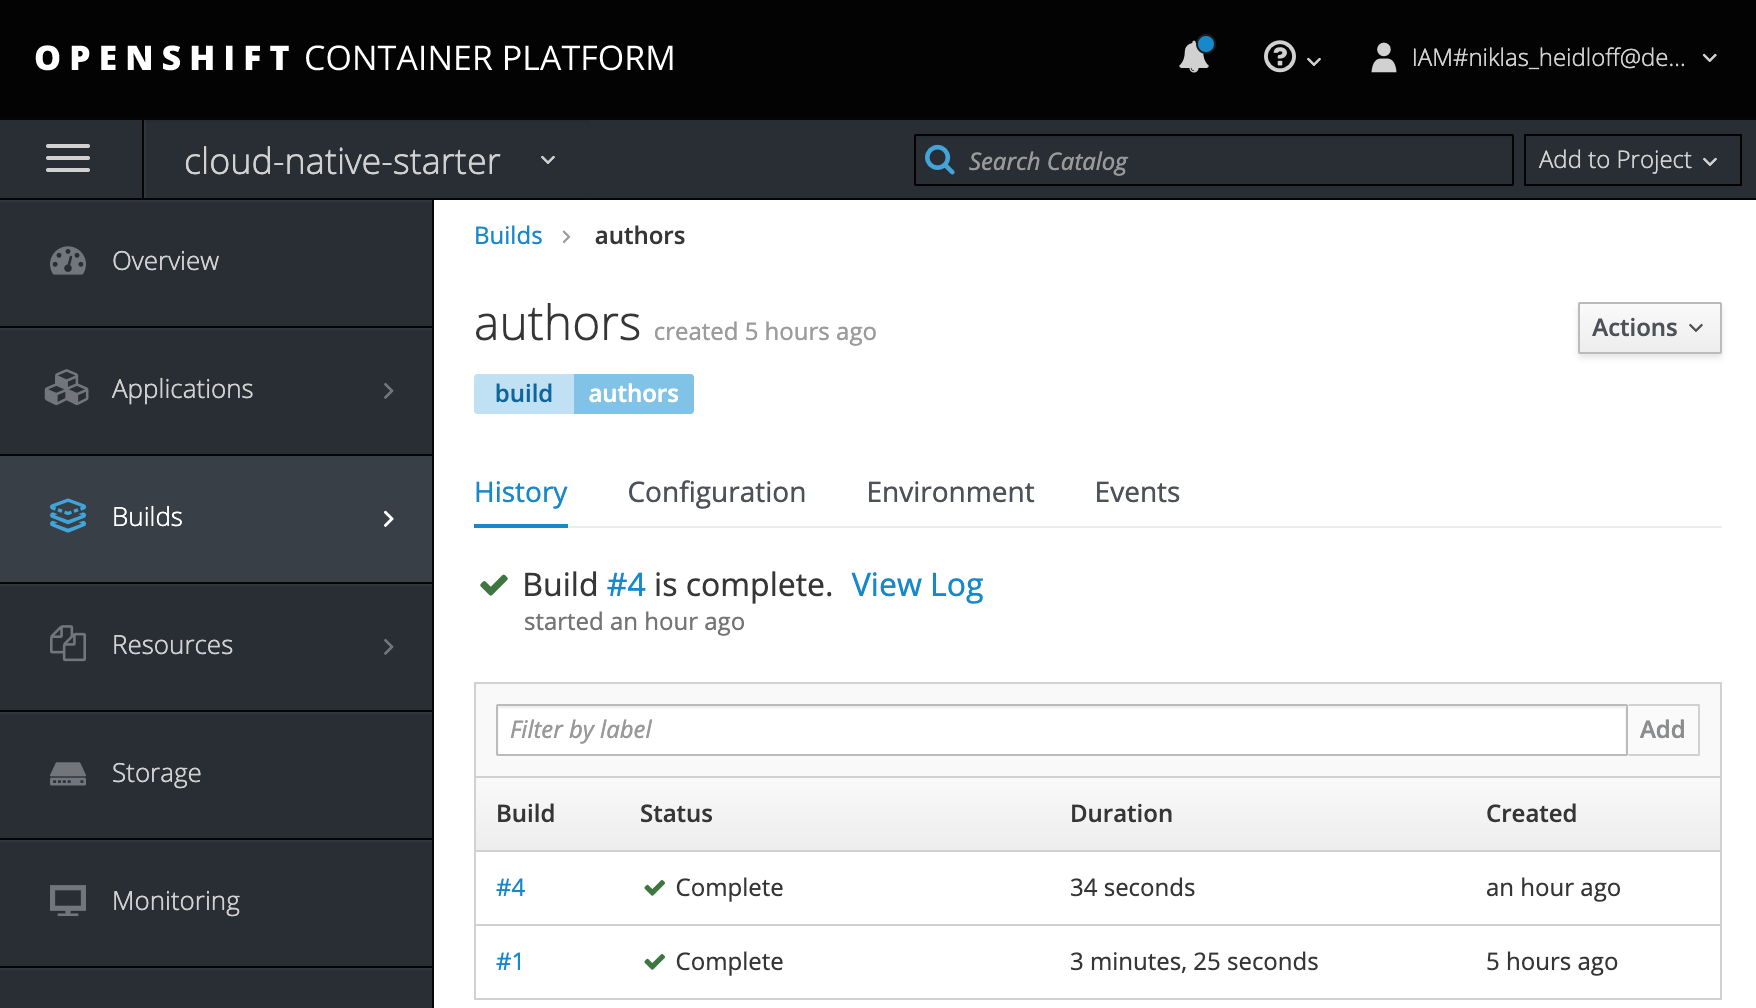 OPENSHIFT CONTAINER PLATFORM
IAM#niklas_heidloff@de...
cloud-native-starter
Search Catalog
Add to Project
Overview
Applications
Builds
Resources
Storage
Monitoring
Builds > authors
authors created 5 hours ago
Actions
build authors
History Configuration Environment Events
Build #4 is complete. View Log
started an hour ago
Filter by label Add
Build Status Duration Created
#4 Complete 34 seconds an hour ago
#1 Complete 3 minutes, 25 seconds 5 hours ago